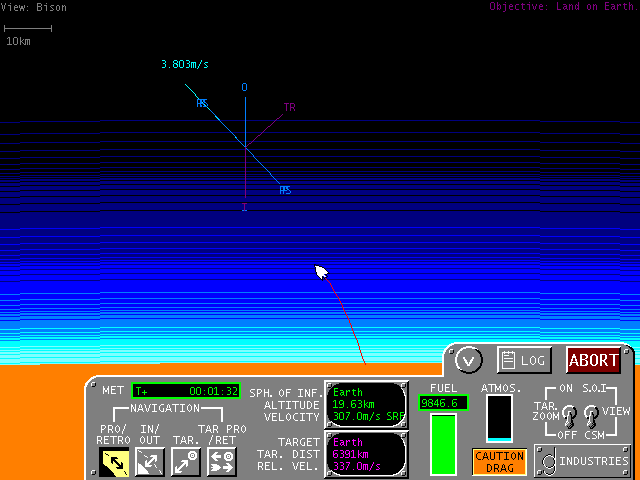 View: Bison
Objective: Land on Earth.
10km
3.803m/s
O
TR
I
LOG
ABORT
MET
T+ 00:01:32
NAVIGATION
PRO/
RETRO
IN/
OUT
TAR.
TAR PRO
/RET
SPH. OF INF.
ALTITUDE
VELOCITY
Earth
19.63km
307.0m/s SRF
TARGET
TAR. DIST
REL. VEL.
Earth
6391km
337.0m/s
FUEL
9846.6
ATMOS.
CAUTION
DRAG
ON S.O.I
TAR.
ZOOM
VIEW
OFF CSM
g INDUSTRIES